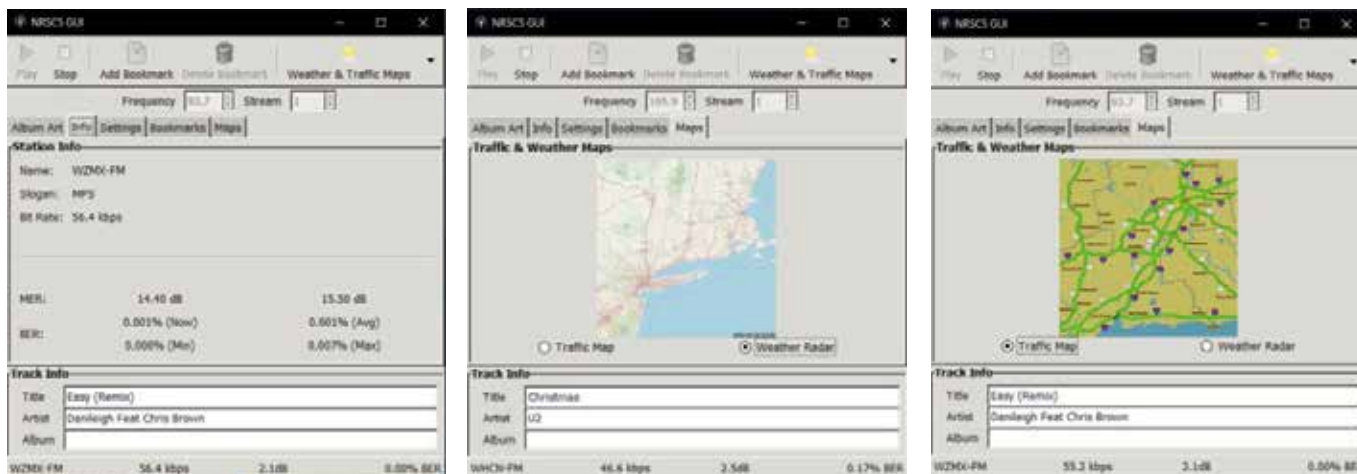 NRSC5 GUI
Play Stop Add Bookmark Delete Bookmark Weather & Traffic Maps
Frequency 93.7 Stream 1
Album Art Info Settings Bookmarks Maps
Station Info
Name: WZMX-FM
Slogan: MPS
Bit Rate: 56.4 kbps
MER: 14.40 dB 15.50 dB
BER: 0.001% (Now) 0.001% (Avg)
0.000% (Min) 0.007% (Max)
Track Info
Title Easy (Remix)
Artist Danileigh Feat Chris Brown
Album
WZMX-FM 56.4 kbps 2.1dB 0.00% BER
NRSC5 GUI
Play Stop Add Bookmark Delete Bookmark Weather & Traffic Maps
Frequency 105.9 Stream 1
Album Art Info Settings Bookmarks Maps
Traffic & Weather Maps
Traffic Map Weather Radar
Track Info
Title Christmas
Artist U2
Album
WHCN-FM 46.6 kbps 2.5dB 0.17% BER
NRSC5 GUI
Play Stop Add Bookmark Delete Bookmark Weather & Traffic Maps
Frequency 93.7 Stream 1
Album Art Info Settings Bookmarks Maps
Traffic & Weather Maps
Traffic Map Weather Radar
Track Info
Title Easy (Remix)
Artist Danileigh Feat Chris Brown
Album
WZMX-FM 55.2 kbps 3.1dB 0.00% BER